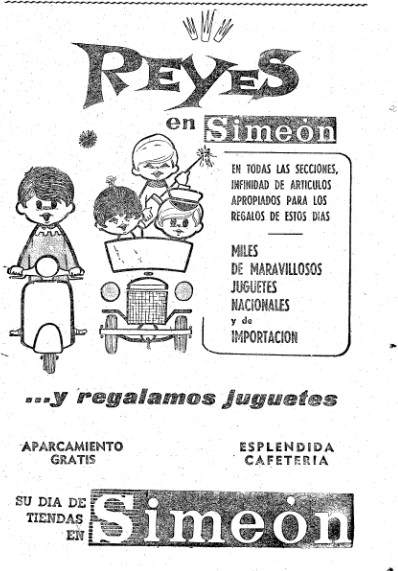 REYES
en Simeón
EN TODAS LAS SECCIONES,
INFINIDAD DE ARTICULOS
APROPIADOS PARA LOS
REGALOS DE ESTOS DIAS
MILES
DE MARAVILLOSOS
JUGUETES
NACIONALES
y de
IMPORTACION
...y regalamos juguetes
APARCAMIENTO
GRATIS
ESPLENDIDA
CAFETERIA
SU DIA DE
TIENDAS
EN
Simeón